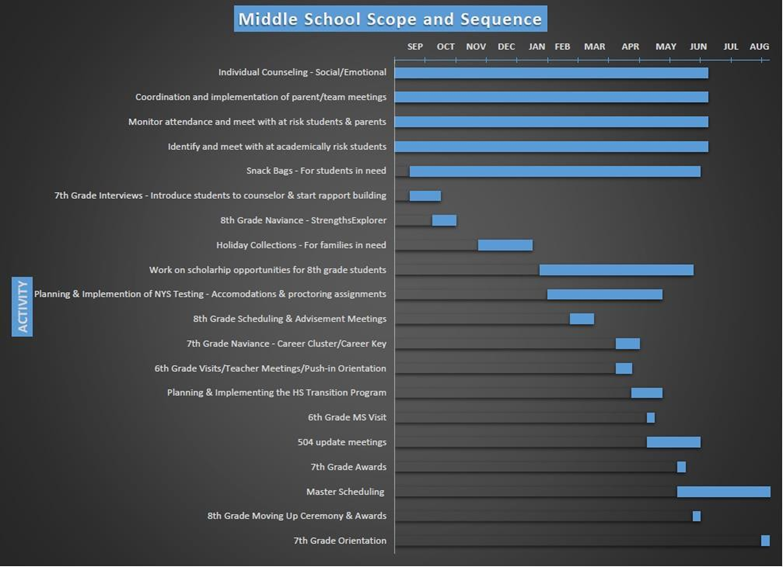 Middle School Scope and Sequence
SEP OCT NOV DEC JAN FEB MAR APR MAY JUN JUL AUG
Individual Counseling - Social/Emotional
Coordination and implementation of parent/team meetings
Monitor attendance and meet with at risk students & parents
Identify and meet with at academically risk students
Snack Bags - For students in need
7th Grade Interviews - Introduce students to counselor & start rapport building
8th Grade Naviance - StrengthsExplorer
Holiday Collections - For families in need
Work on scholarhip opportunities for 8th grade students
ACTIVITY
Planning & Implemention of NYS Testing - Accomodations & proctoring assignments
8th Grade Scheduling & Advisement Meetings
7th Grade Naviance - Career Cluster/Career Key
6th Grade Visits/Teacher Meetings/Push-in Orientation
Planning & Implementing the HS Transition Program
6th Grade MS Visit
504 update meetings
7th Grade Awards
Master Scheduling
8th Grade Moving Up Ceremony & Awards
7th Grade Orientation